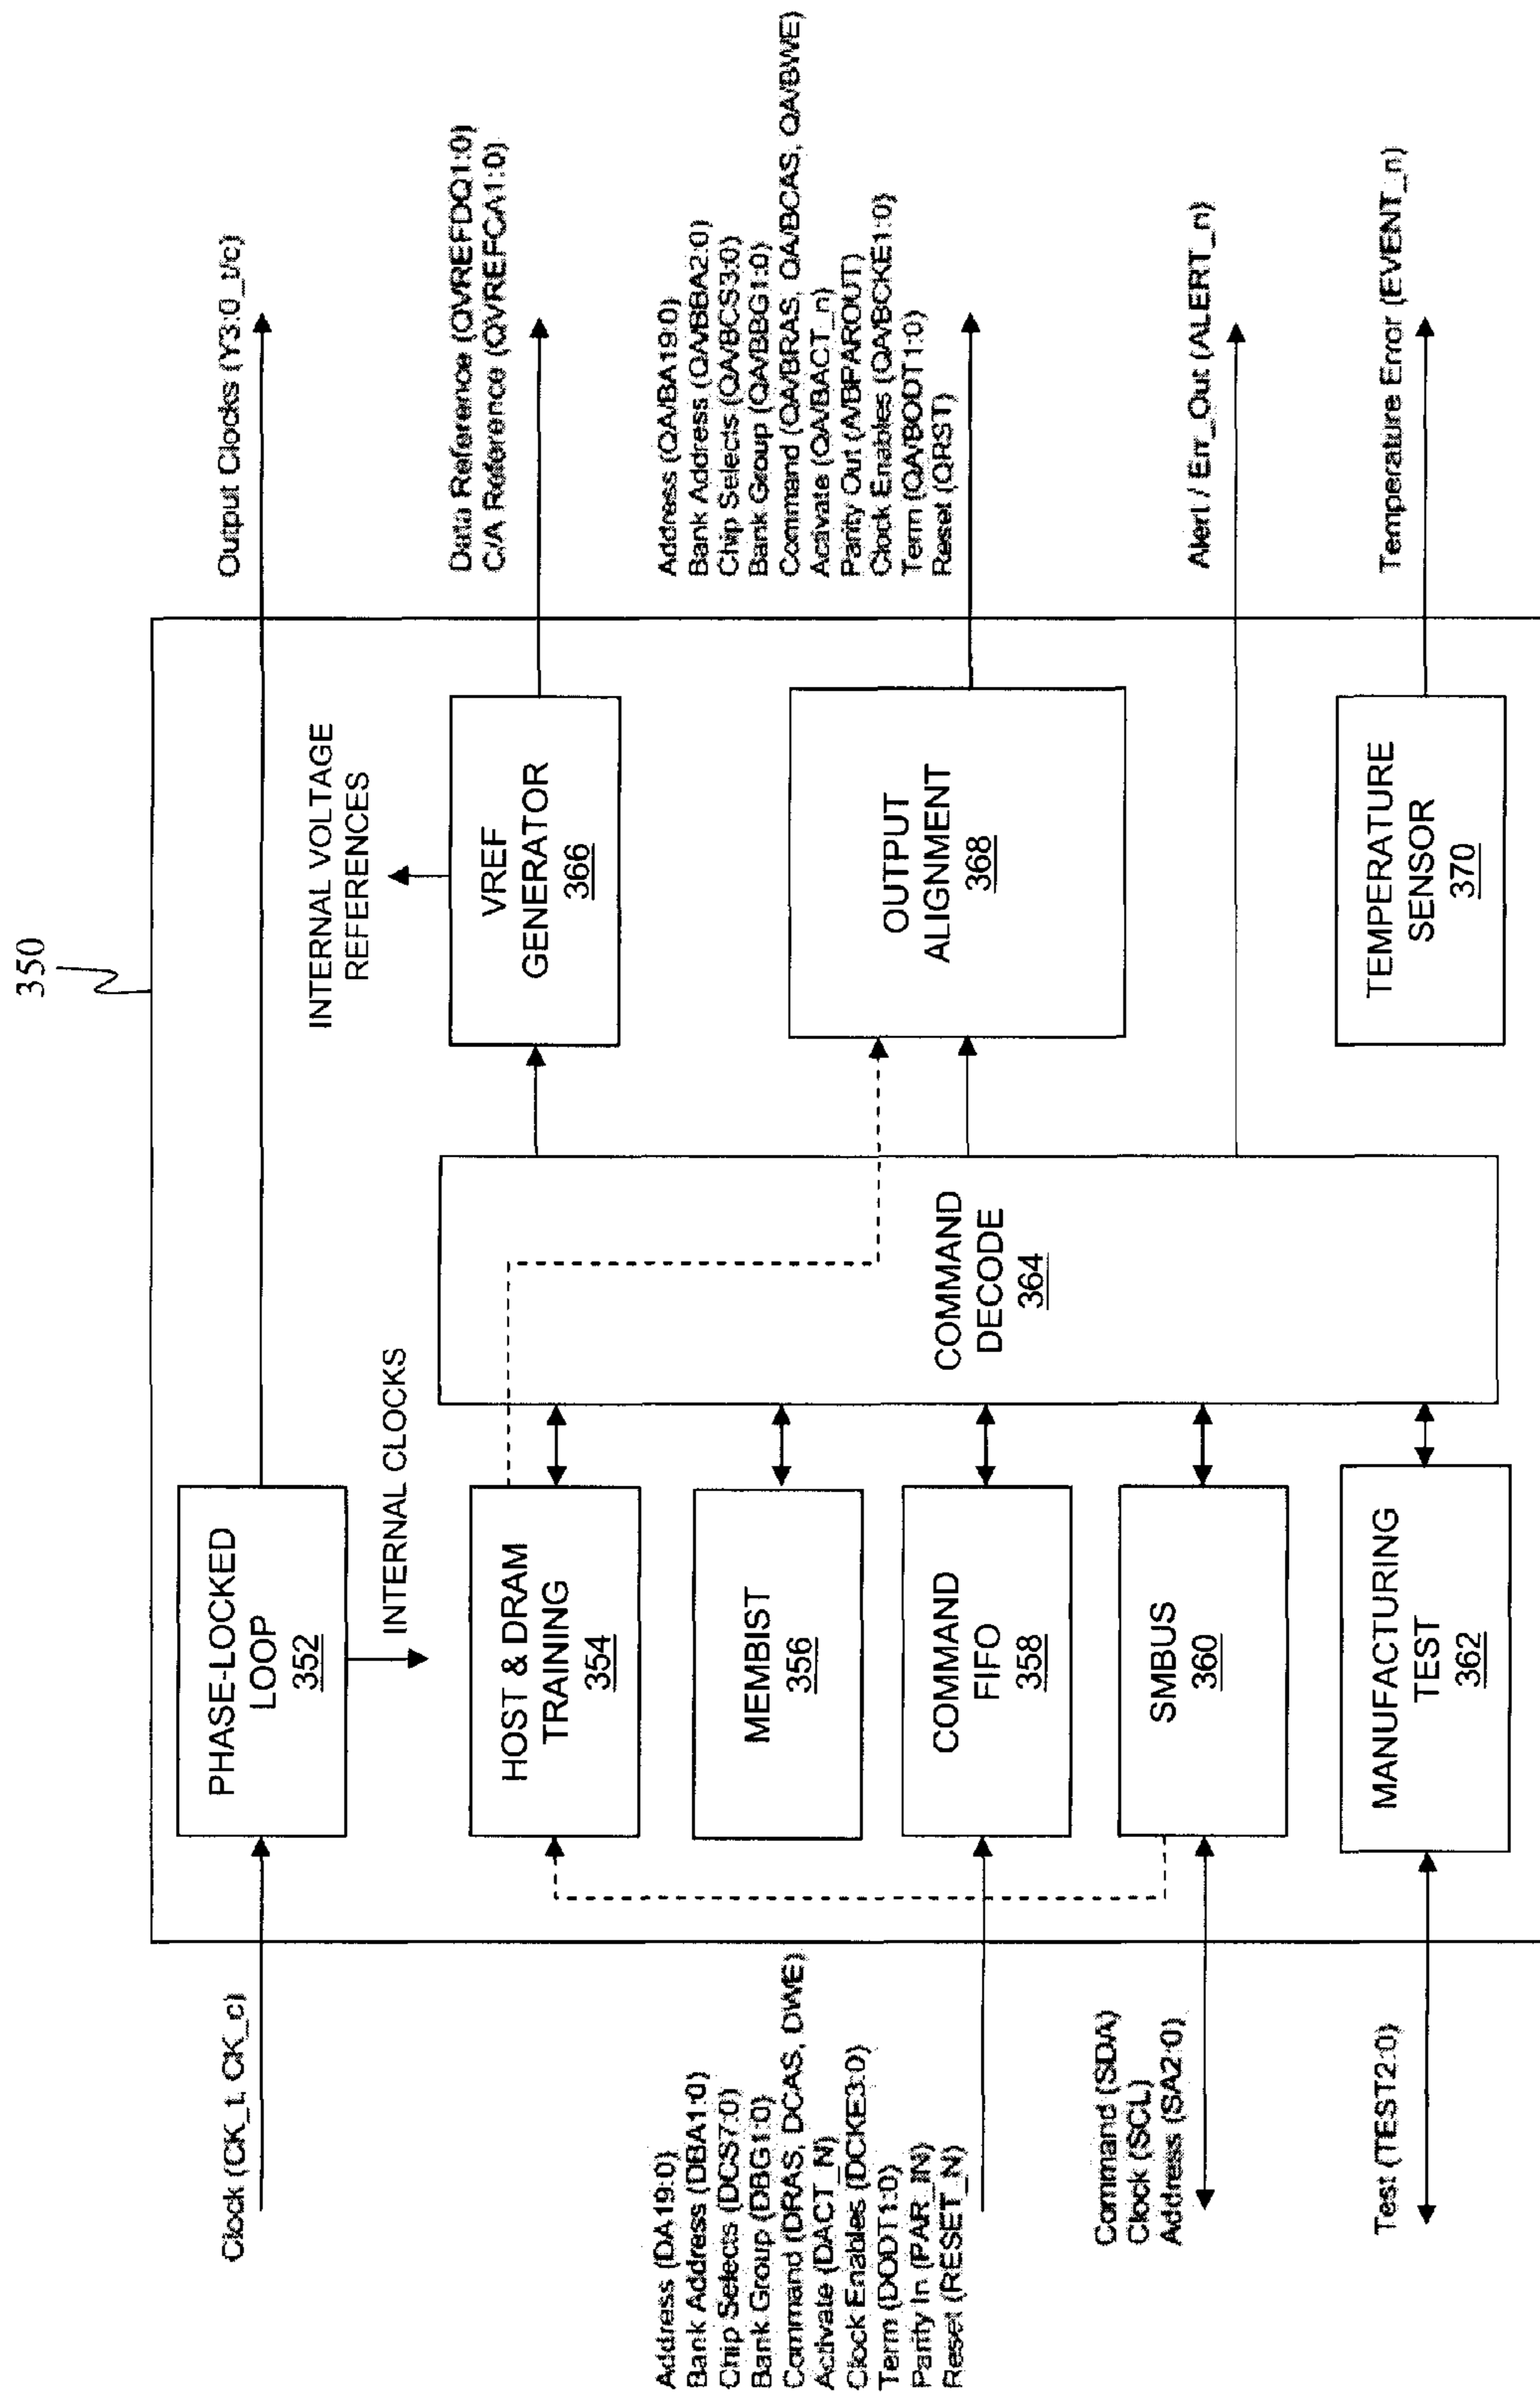 350
Clock (CK_t, CK_c)
PHASE-LOCKED
LOOP
352
Output Clocks (Y3:0_t/c)
INTERNAL CLOCKS
INTERNAL VOLTAGE
REFERENCES
HOST & DRAM
TRAINING
354
VREF
GENERATOR
366
Data Reference (QVREFDQ1:0)
C/A Reference (QVREFCA1:0)
MEMBIST
356
Address (DA19:0)
Bank Address (DBA1:0)
Chip Selects (DCS7:0)
Bank Group (DBG1:0)
Command (DRAS, DCAS, DWE)
Activate (DACT_N)
Clock Enables (DCKE3:0)
Term (DODT1:0)
Parity In (PAR_IN)
Reset (RESET_N)
COMMAND
FIFO
358
COMMAND
DECODE
364
OUTPUT
ALIGNMENT
368
Address (QA/BA19:0)
Bank Address (QA/BBA2:0)
Chip Selects (QA/BCS3:0)
Bank Group (QA/BBG1:0)
Command (QA/BRAS, QA/BCAS, QA/BWE)
Activate (QA/BACT_n)
Parity Out (A/BPAROUT)
Clock Enables (QA/BCKE1:0)
Term (QA/BODT1:0)
Reset (QRST)
Command (SDA)
Clock (SCL)
Address (SA2:0)
SMBUS
360
Alert / Err_Out (ALERT_n)
Test (TEST2:0)
MANUFACTURING
TEST
362
TEMPERATURE
SENSOR
370
Temperature Error (EVENT_n)